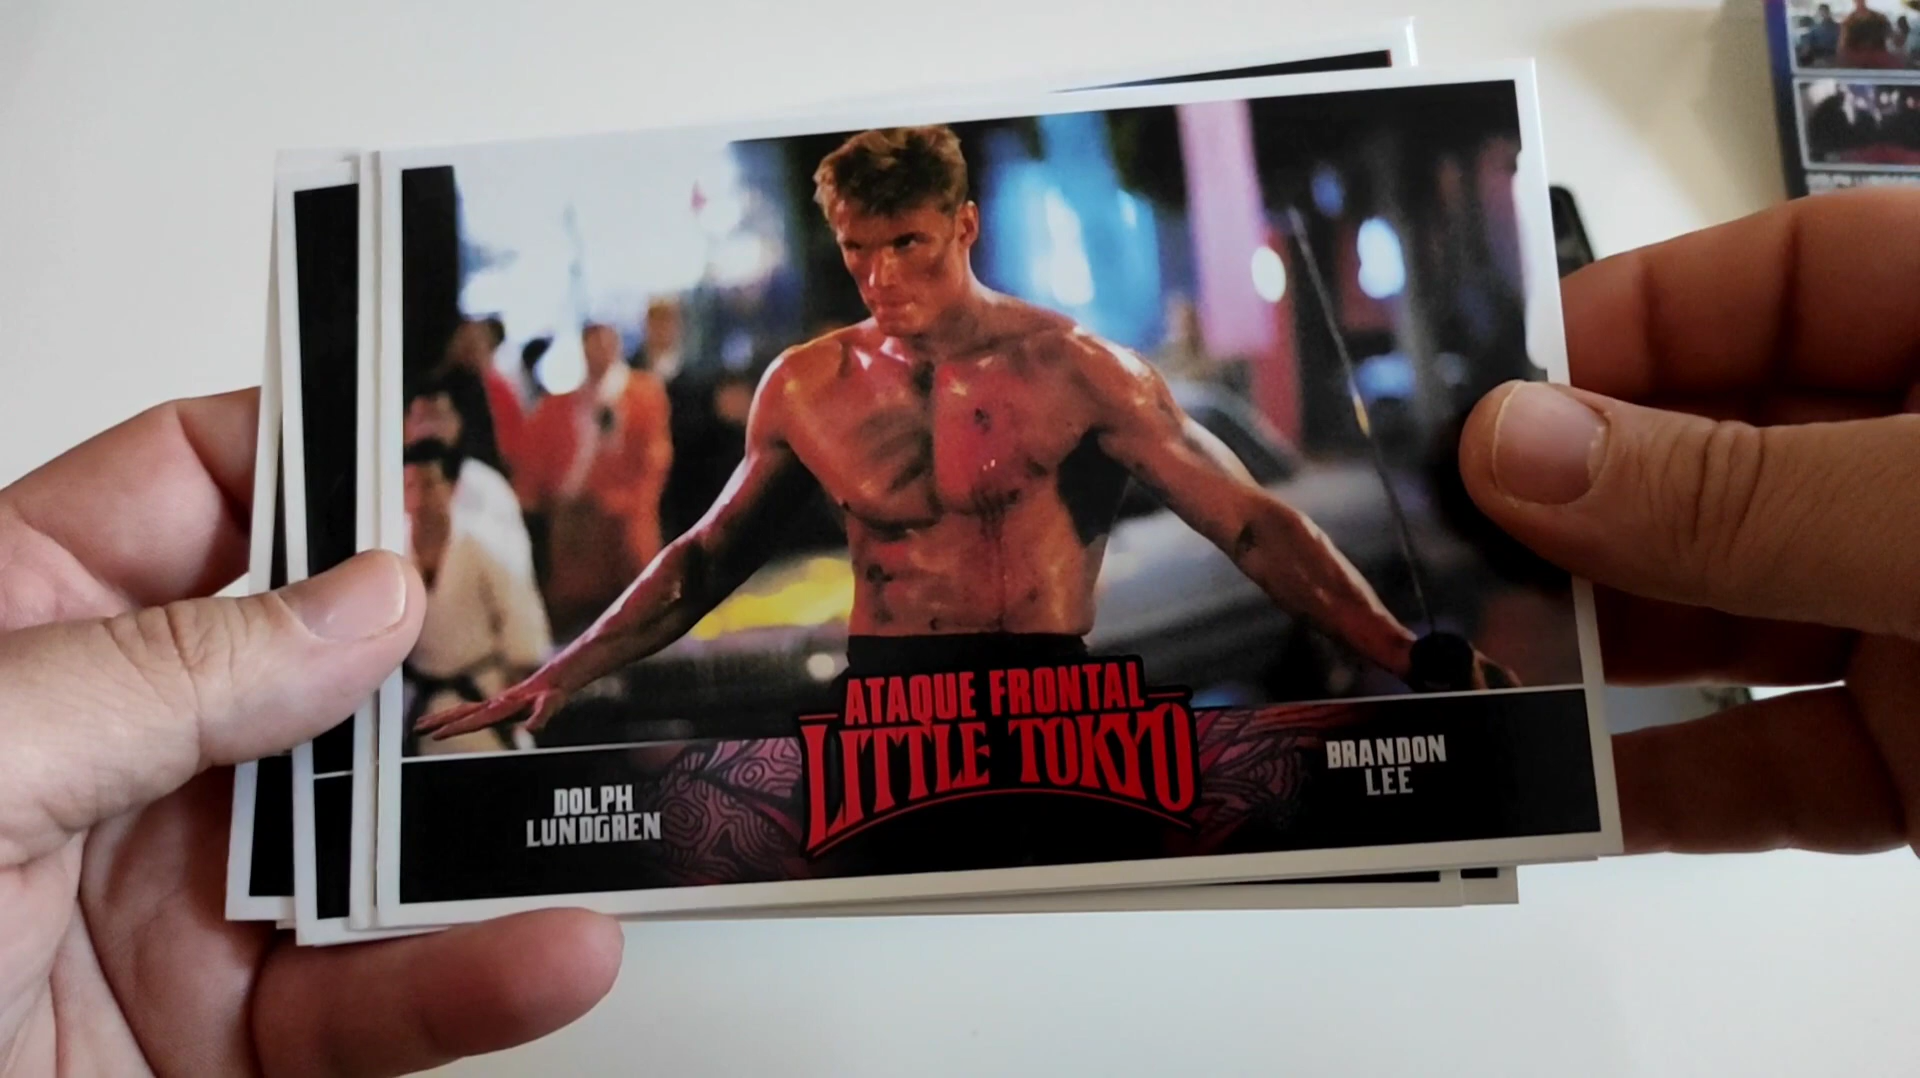 ATAQUE FRONTAL
LITTLE TOKYO
DOLPH
LUNDGREN
BRANDON
LEE